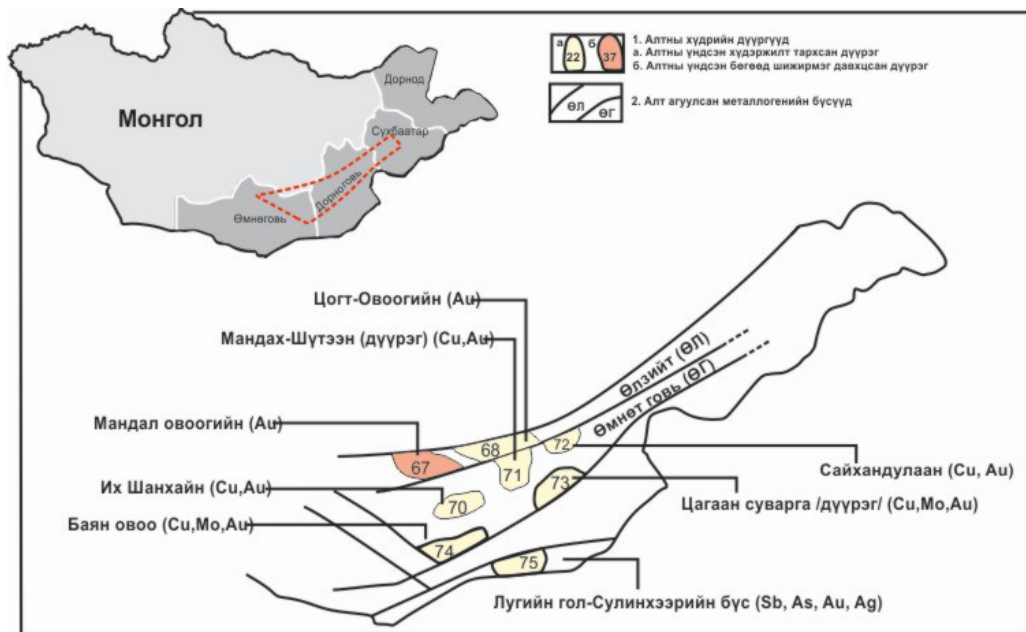 а
22
б
37
1. Алтны хүдрийн дүүргүүд
а. Алтны үндсэн хүдэржилт тархсан дүүрэг
б. Алтны үндсэн бөгөөд шижирмэг давхцсан дүүрэг
ӨЛ
ӨГ
2. Алт агуулсан металлогенийн бүсүүд
Монгол
Дорнод
Сүхбаатар
Дорноговь
Өмнөговь
Цогт-Овоогийн (Au)
Мандах-Шүтээн (дүүрэг) (Cu,Au)
Өлзийт (ӨЛ)
Өмнөт говь (ӨГ)
Мандал овоогийн (Au)
67
68
71
72
Сайхандулаан (Cu, Au)
Их Шанхайн (Cu,Au)
70
73
Цагаан суварга /дүүрэг/ (Cu,Mo,Au)
Баян овоо (Cu,Mo,Au)
74
75
Лугийн гол-Сулинхээрийн бүс (Sb, As, Au, Ag)